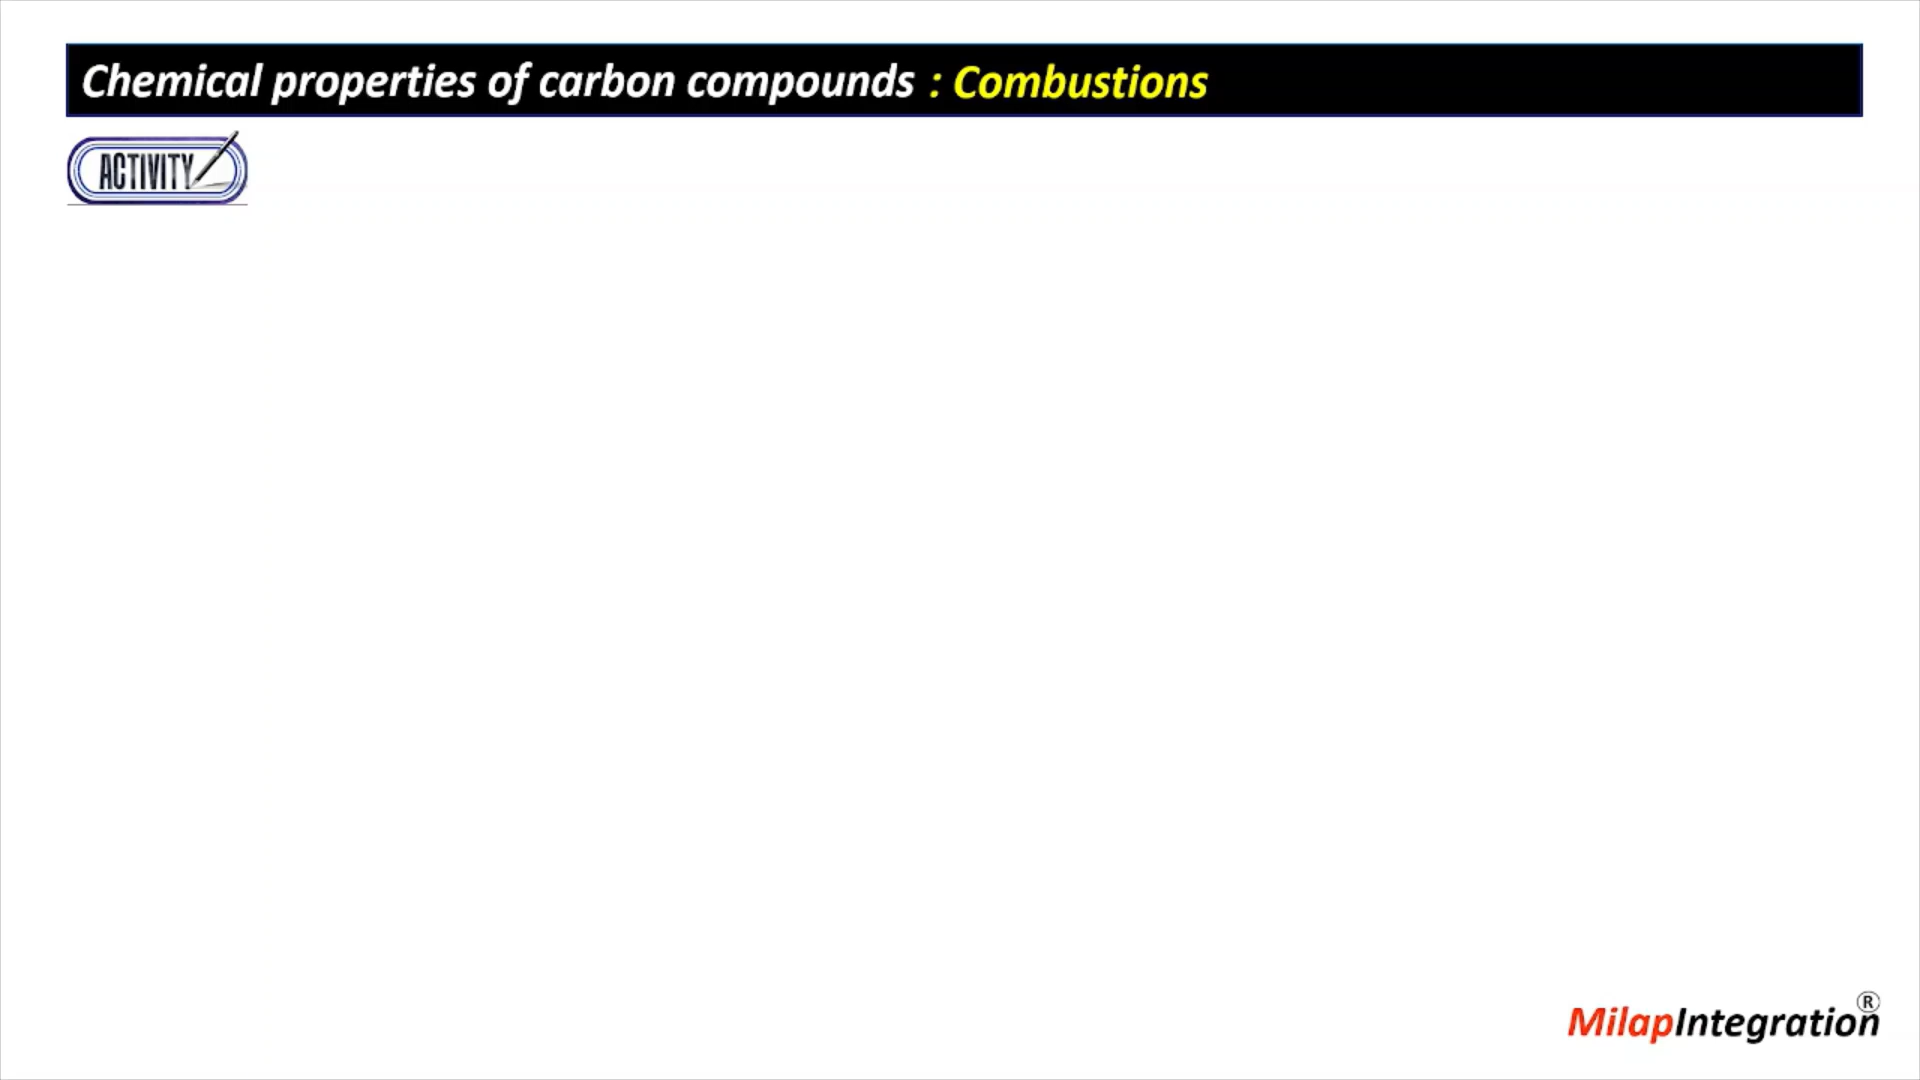 Chemical properties of carbon compounds : Combustions
ACTIVITY
MilapIntegration®